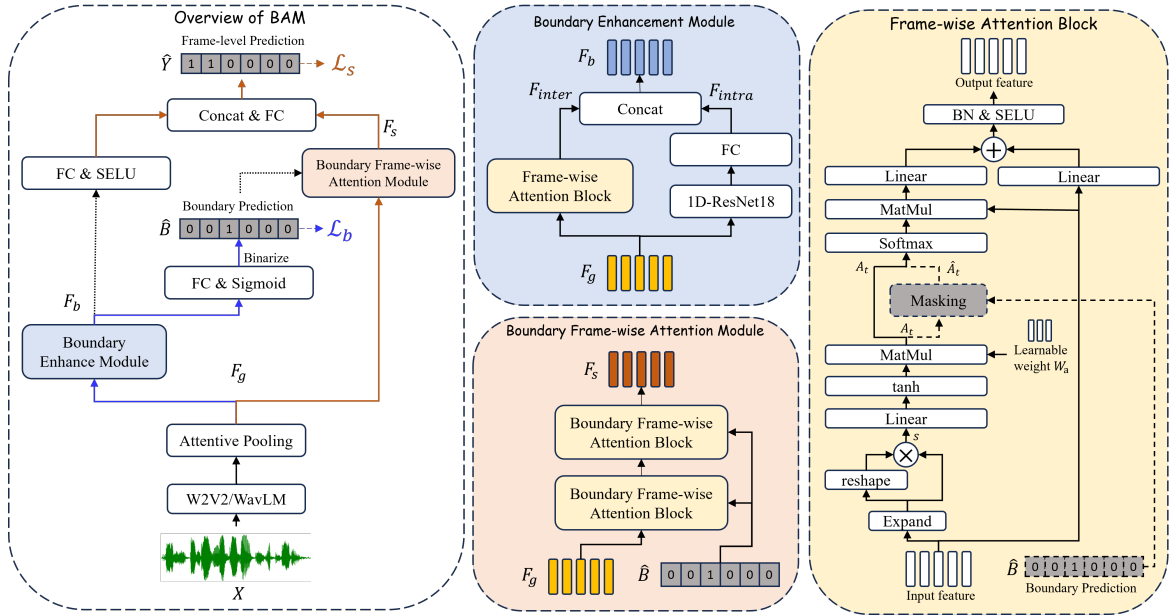 Overview of BAM
Frame-level Prediction
Ŷ 1 1 0 0 0 0 ℒs
Concat & FC
Fs
FC & SELU
Boundary Frame-wise
Attention Module
Boundary Prediction
B̂ 0 0 1 0 0 0 ℒb
Binarize
FC & Sigmoid
Fb
Boundary
Enhance Module
Fg
Attentive Pooling
W2V2/WavLM
X
Boundary Enhancement Module
Fb
Finter
Fintra
Concat
FC
Frame-wise
Attention Block
1D-ResNet18
Fg
Boundary Frame-wise Attention Module
Fs
Boundary Frame-wise
Attention Block
Boundary Frame-wise
Attention Block
Fg
B̂ 0 0 1 0 0 0
Frame-wise Attention Block
Output feature
BN & SELU
+
Linear
Linear
MatMul
Softmax
At
Ât
Masking
At
MatMul
Learnable
weight Wa
tanh
Linear
s
×
reshape
Expand
Input feature
B̂ 0 0 1 0 0 0
Boundary Prediction